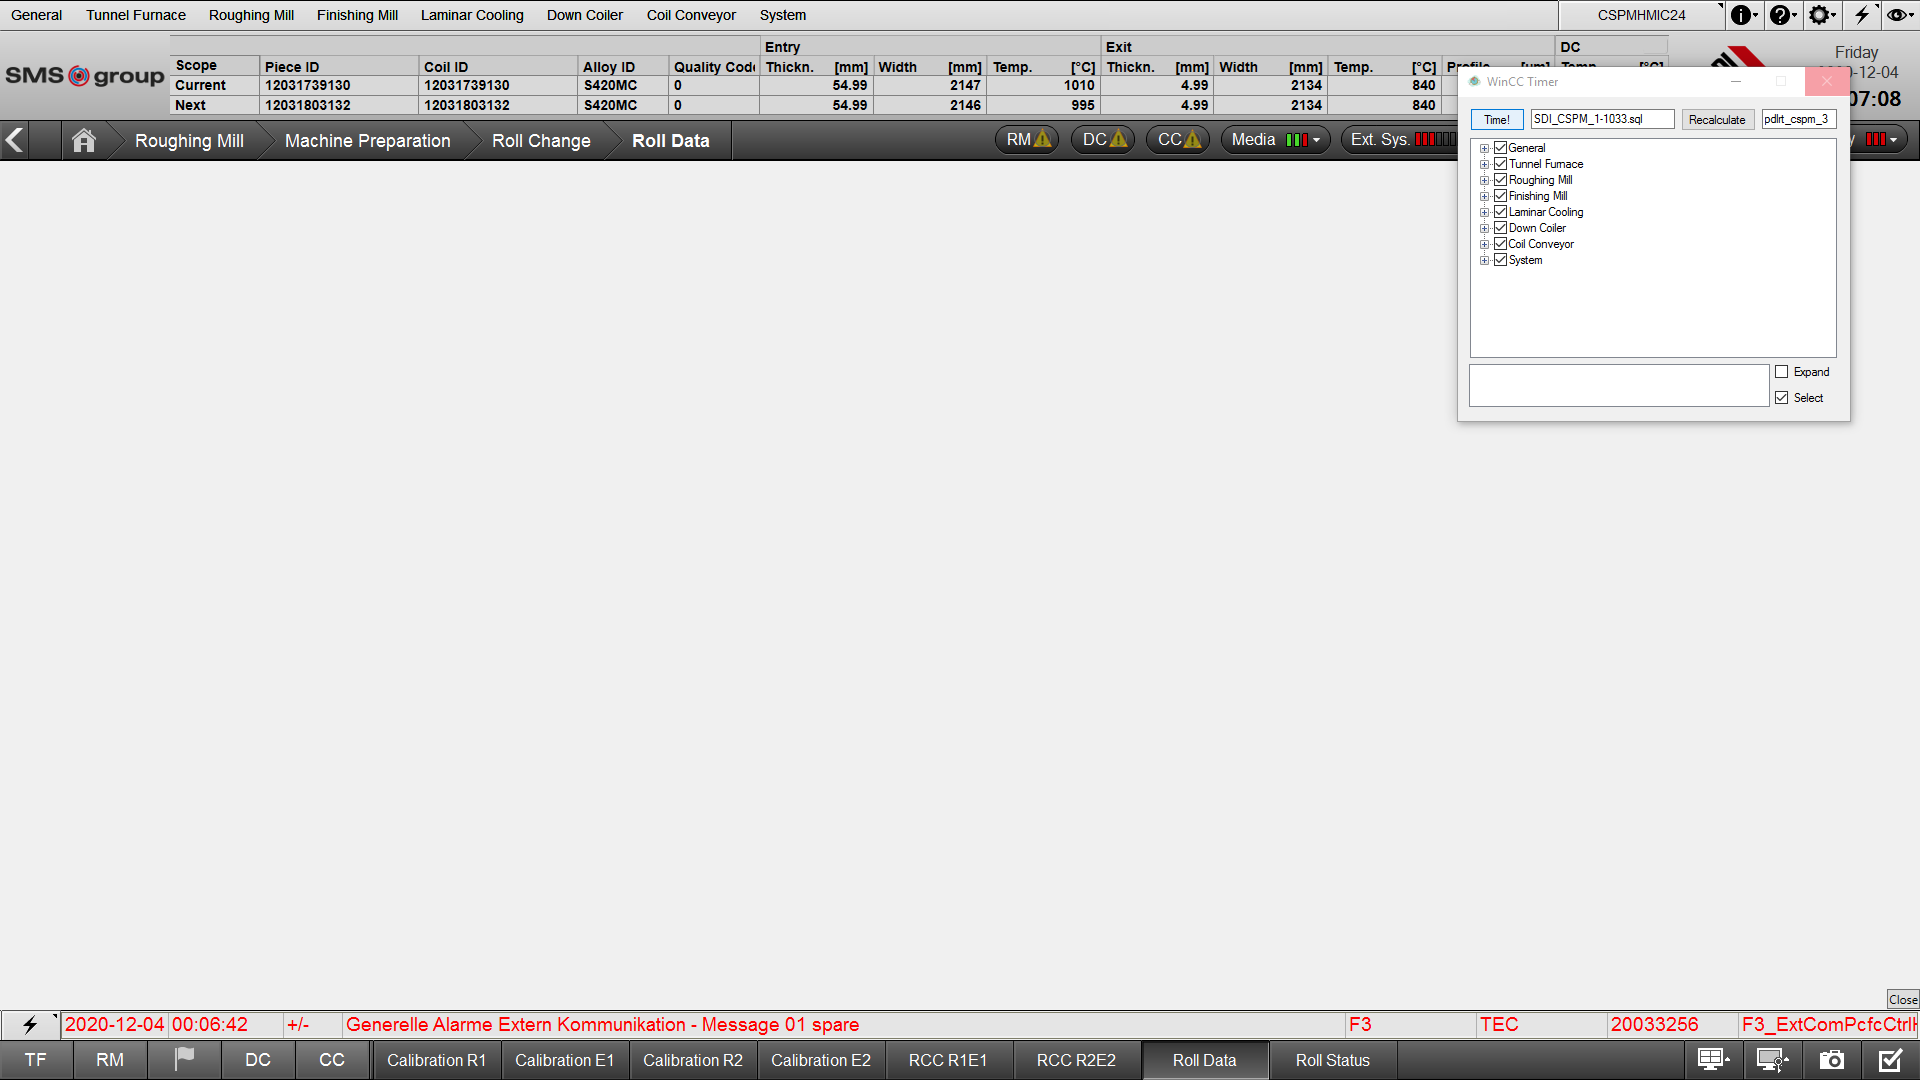 General Tunnel Furnace Roughing Mill Finishing Mill Laminar Cooling Down Coiler Coil Conveyor System CSPMHMIC24
Entry Exit DC
Scope Piece ID Coil ID Alloy ID Quality Code Thickn. [mm] Width [mm] Temp. [°C] Thickn. [mm] Width [mm] Temp. [°C]
Current 12031739130 12031739130 S420MC 0 54.99 2147 1010 4.99 2134 840
Next 12031803132 12031803132 S420MC 0 54.99 2146 995 4.99 2134 840
SMS group
Friday
-12-04
07:08
Roughing Mill Machine Preparation Roll Change Roll Data RM DC CC Media Ext. Sys.
WinCC Timer
Time! SDI_CSPM_1-1033.sql Recalculate pdlrt_cspm_3
General
Tunnel Furnace
Roughing Mill
Finishing Mill
Laminar Cooling
Down Coiler
Coil Conveyor
System
Expand
Select
Close
2020-12-04 00:06:42 +/- Generelle Alarme Extern Kommunikation - Message 01 spare F3 TEC 20033256 F3_ExtComPcfcCtrl
TF RM DC CC Calibration R1 Calibration E1 Calibration R2 Calibration E2 RCC R1E1 RCC R2E2 Roll Data Roll Status